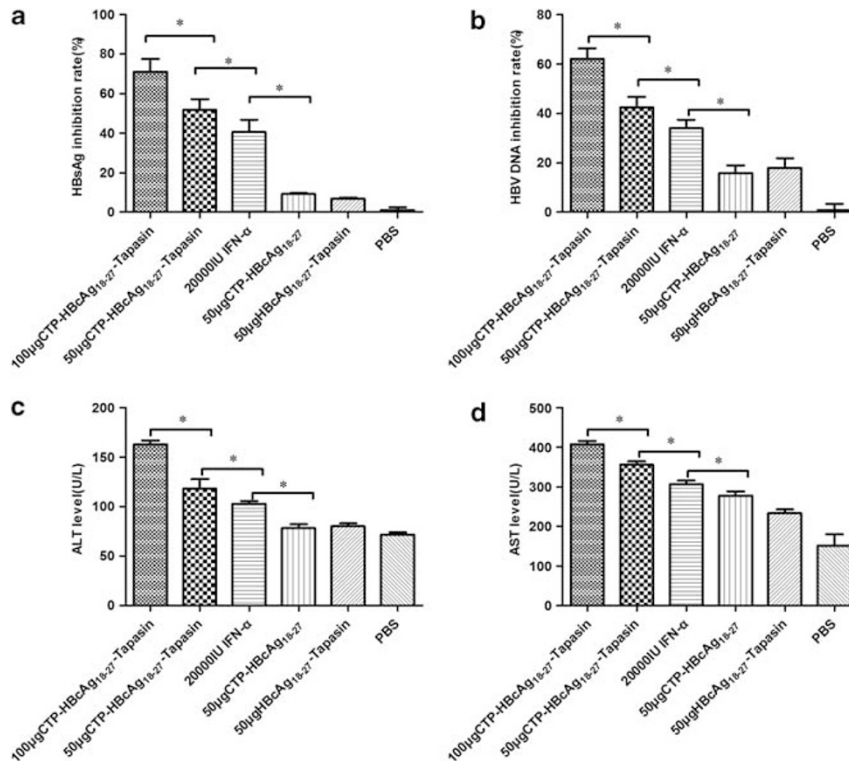 a
HBsAg inhibition rate(%)
100
80
60
40
20
0
*
*
*
100μgCTP-HBcAg18-27-Tapasin
50μgCTP-HBcAg18-27-Tapasin
20000IU IFN-α
50μgCTP-HBcAg18-27
50μgHBcAg18-27-Tapasin
PBS
b
HBV DNA inhibition rate(%)
80
60
40
20
0
*
*
*
100μgCTP-HBcAg18-27-Tapasin
50μgCTP-HBcAg18-27-Tapasin
20000IU IFN-α
50μgCTP-HBcAg18-27
50μgHBcAg18-27-Tapasin
PBS
c
ALT level(U/L)
200
150
100
50
0
*
*
*
100μgCTP-HBcAg18-27-Tapasin
50μgCTP-HBcAg18-27-Tapasin
20000IU IFN-α
50μgCTP-HBcAg18-27
50μgHBcAg18-27-Tapasin
PBS
d
AST level(U/L)
500
400
300
200
100
0
*
*
*
100μgCTP-HBcAg18-27-Tapasin
50μgCTP-HBcAg18-27-Tapasin
20000IU IFN-α
50μgCTP-HBcAg18-27
50μgHBcAg18-27-Tapasin
PBS